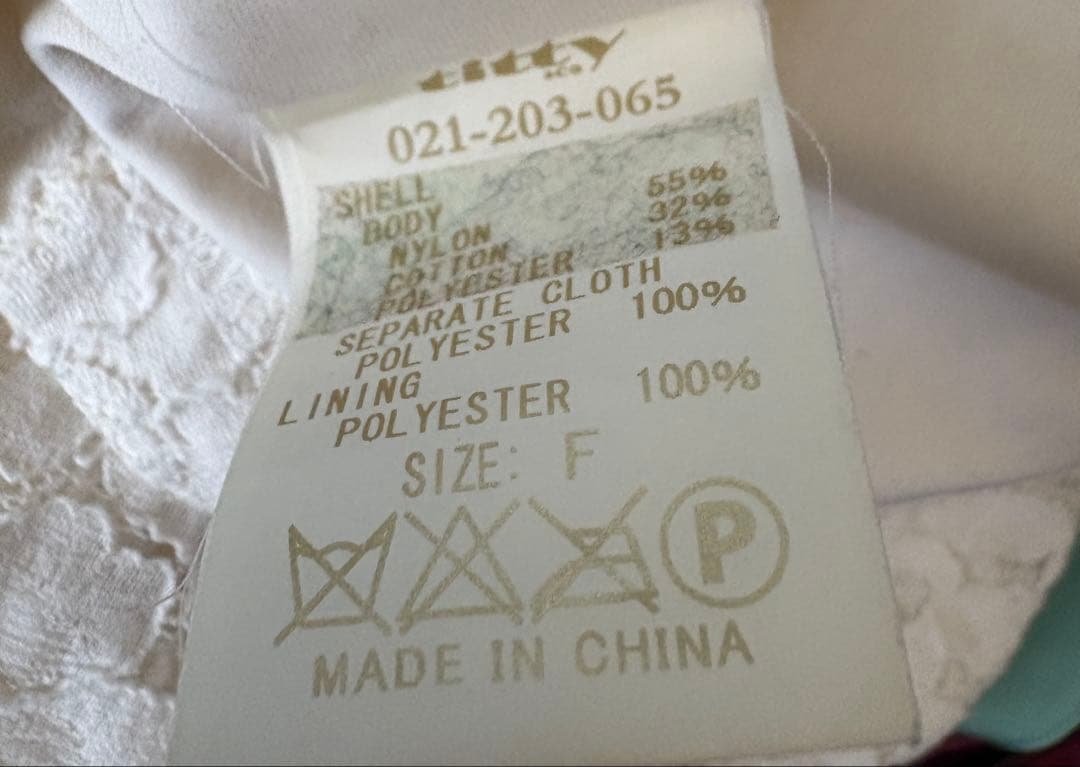 021-203-065
SHELL
BODY
NYLON 55%
COTTON 32%
POLYESTER 13%
SEPARATE CLOTH
POLYESTER 100%
LINING
POLYESTER 100%
SIZE: F
P
MADE IN CHINA